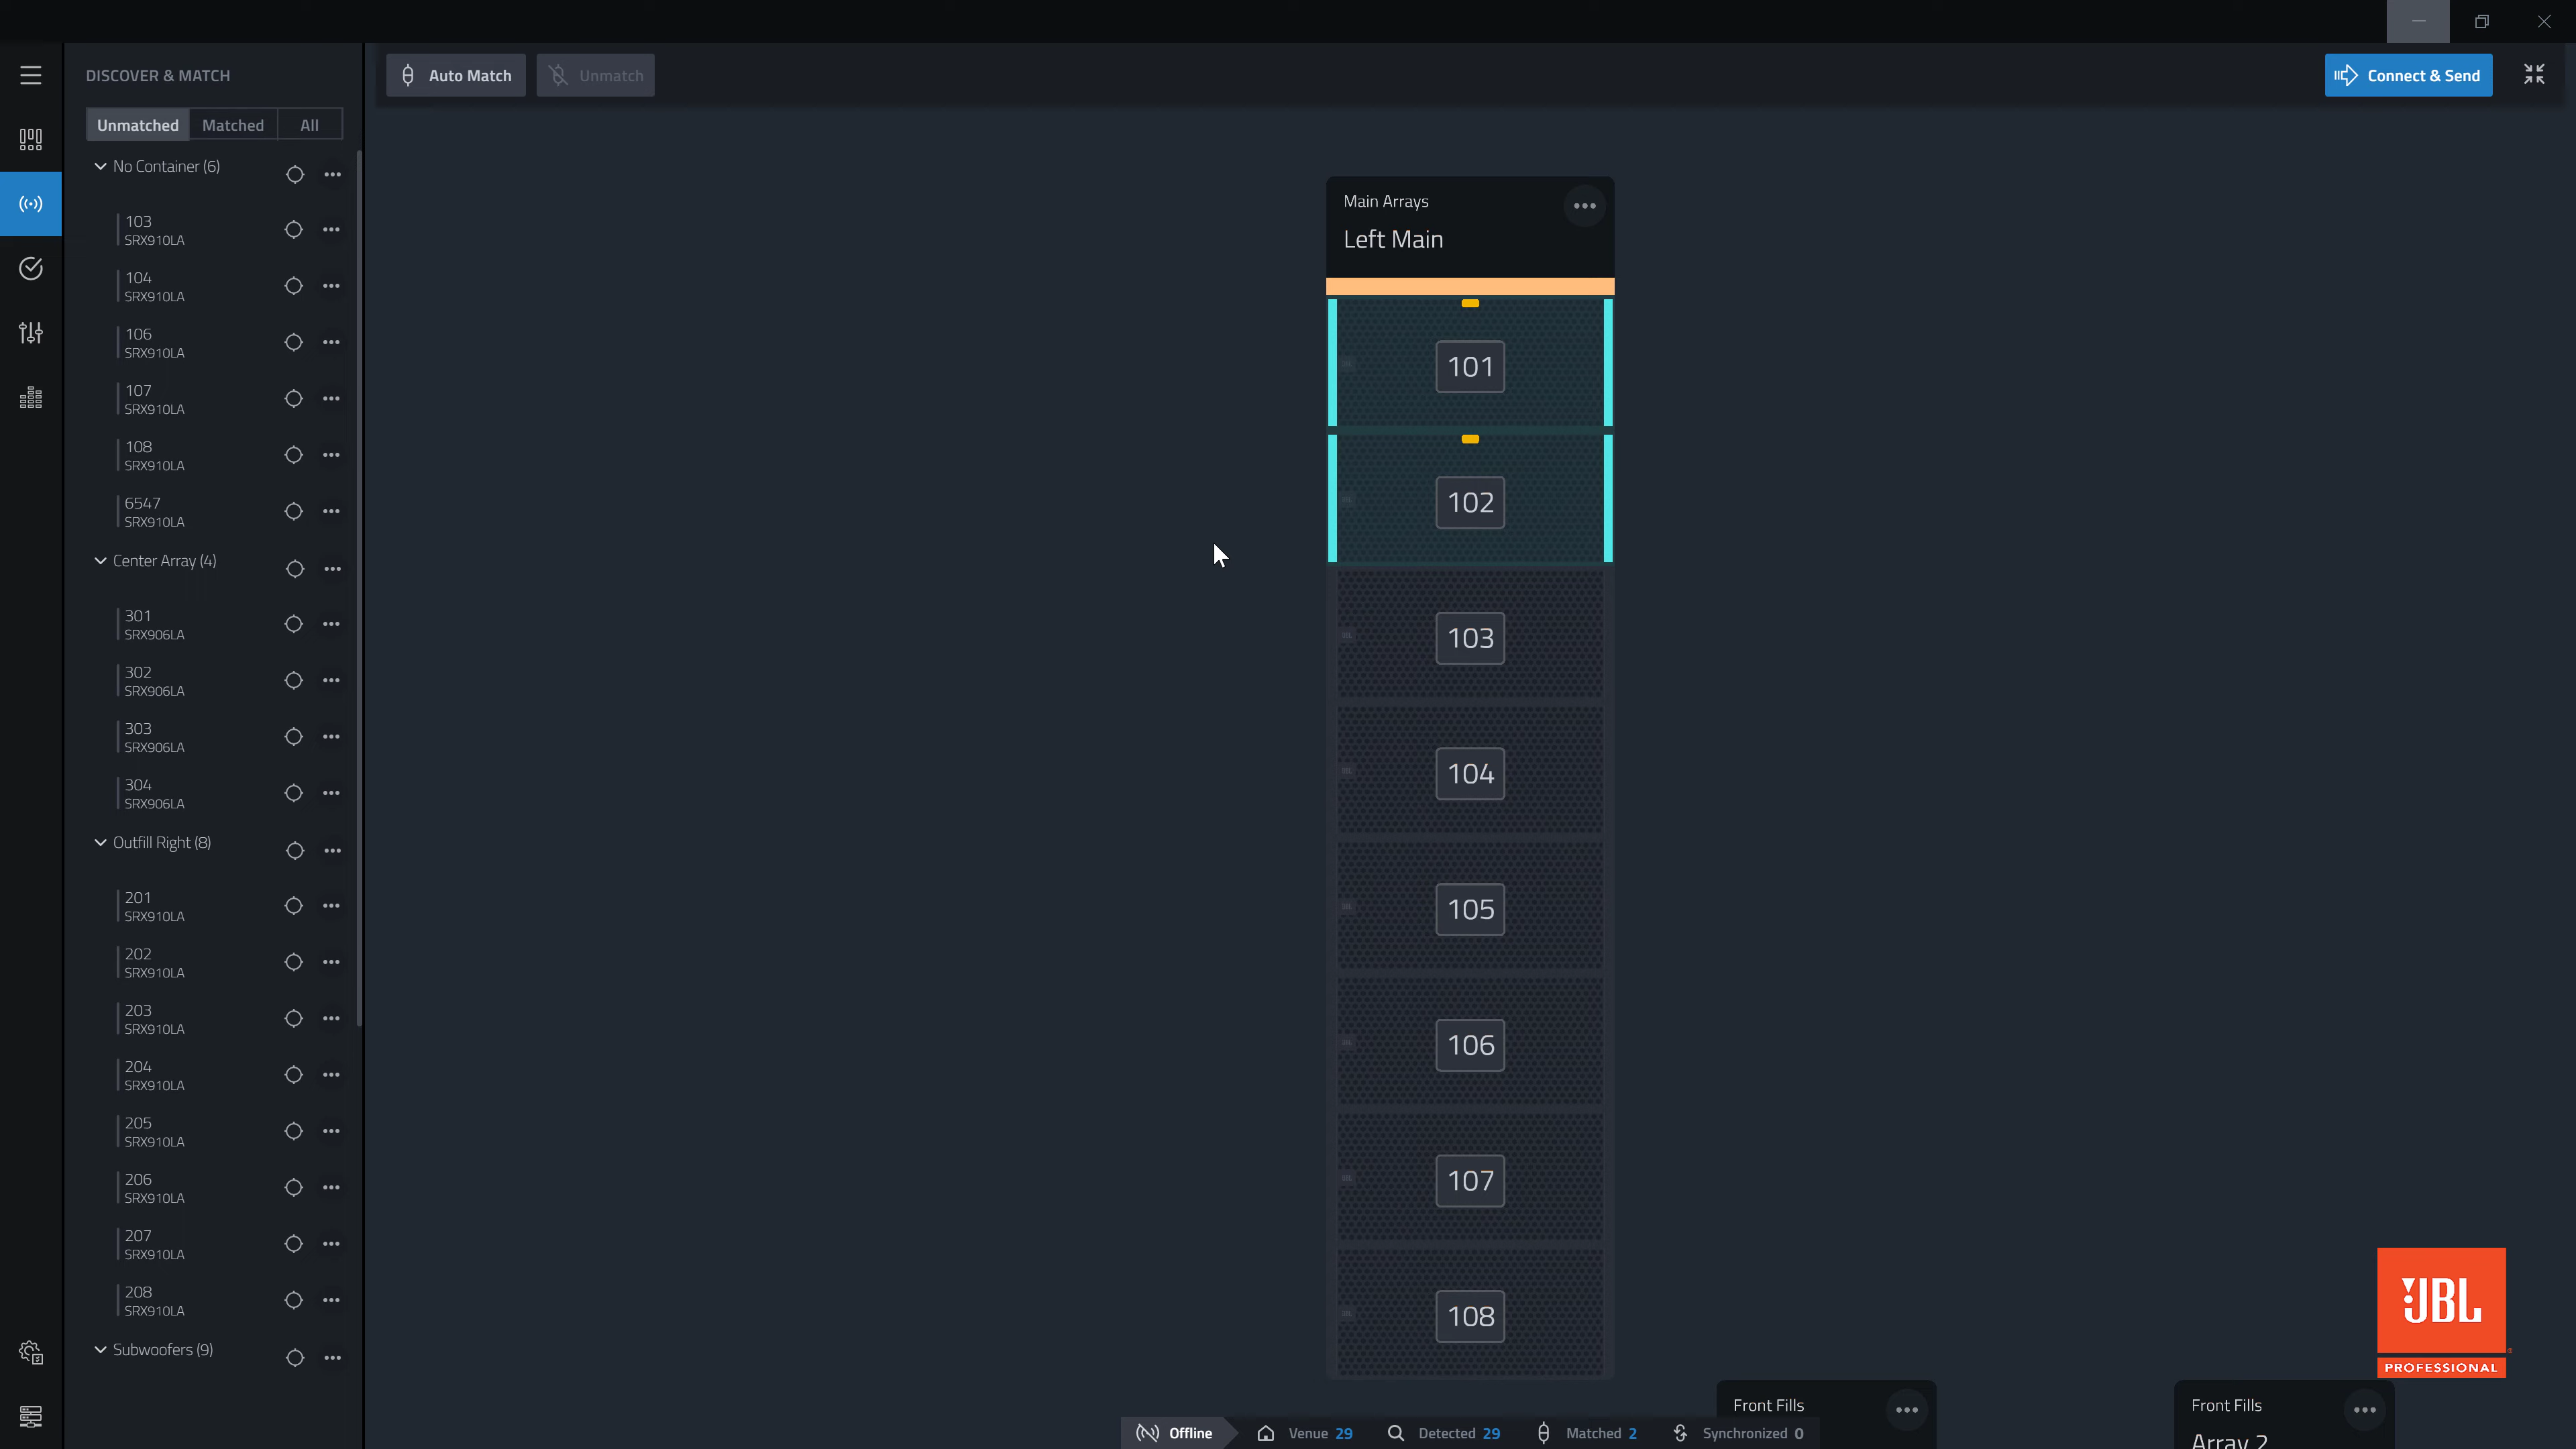 DISCOVER & MATCH
Auto Match
Unmatch
Connect & Send
Unmatched
Matched
All
No Container (6)
103
SRX910LA
104
SRX910LA
106
SRX910LA
107
SRX910LA
108
SRX910LA
6547
SRX910LA
Center Array (4)
301
SRX906LA
302
SRX906LA
303
SRX906LA
304
SRX906LA
Outfill Right (8)
201
SRX910LA
202
SRX910LA
203
SRX910LA
204
SRX910LA
205
SRX910LA
206
SRX910LA
207
SRX910LA
208
SRX910LA
Subwoofers (9)
Main Arrays
Left Main
101
102
103
104
105
106
107
108
JBL
PROFESSIONAL
Front Fills
Front Fills
Array 2
Offline
Venue 29
Detected 29
Matched 2
Synchronized 0